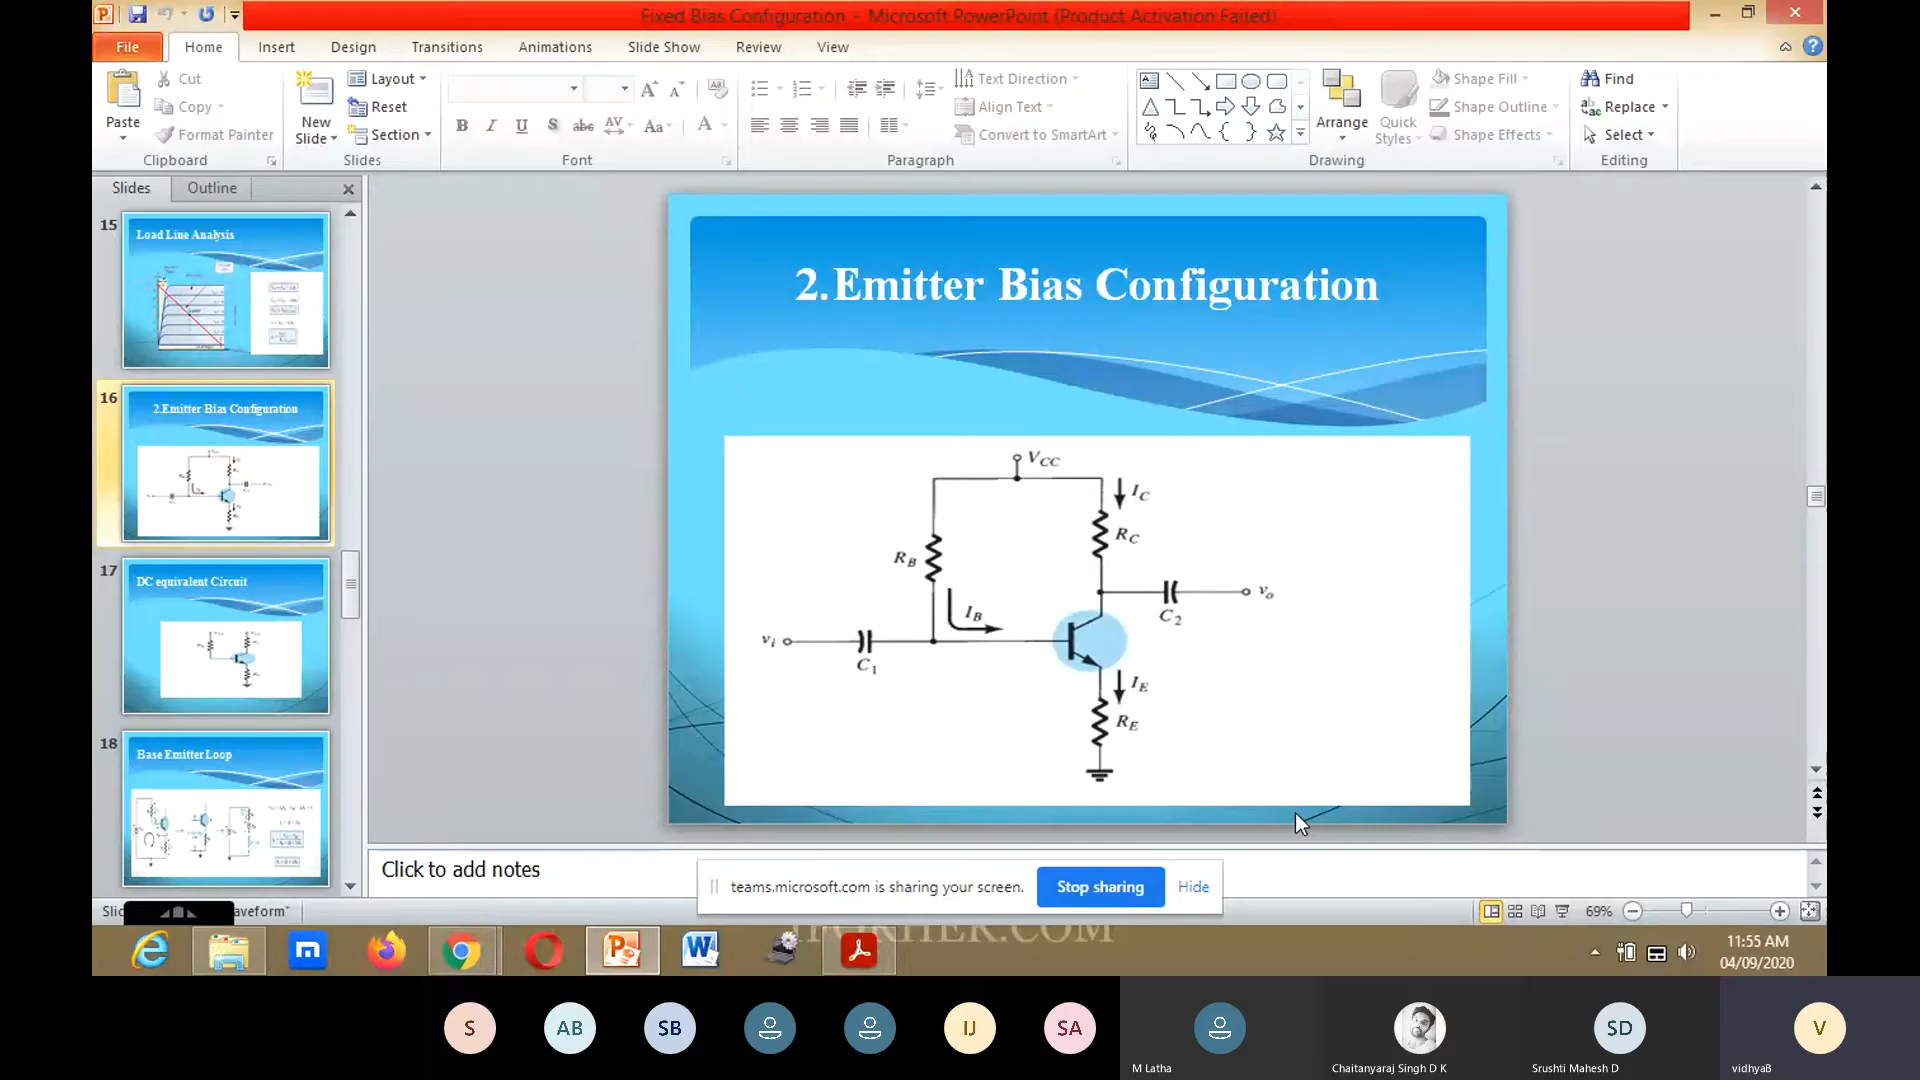 Fixed Bias Configuration - Microsoft PowerPoint (Product Activation Failed)
File Home Insert Design Transitions Animations Slide Show Review View
Cut
Copy
Format Painter
Paste
Clipboard
New
Slide
Layout
Reset
Section
Slides
Font
Text Direction
Align Text
Convert to SmartArt
Paragraph
Arrange
Quick
Styles
Shape Fill
Shape Outline
Shape Effects
Drawing
Find
Replace
Select
Editing
Slides Outline
15
Load Line Analysis
16
2.Emitter Bias Configuration
17
DC equivalent Circuit
18
Base Emitter Loop
2.Emitter Bias Configuration
VCC
IC
RC
RB
IB
vi
C1
C2
vo
IE
RE
Click to add notes
teams.microsoft.com is sharing your screen. Stop sharing Hide
69%
11:55 AM
04/09/2020
S AB SB IJ SA SD V
M Latha
Chaitanyaraj Singh D K
Srushti Mahesh D
vidhyaB